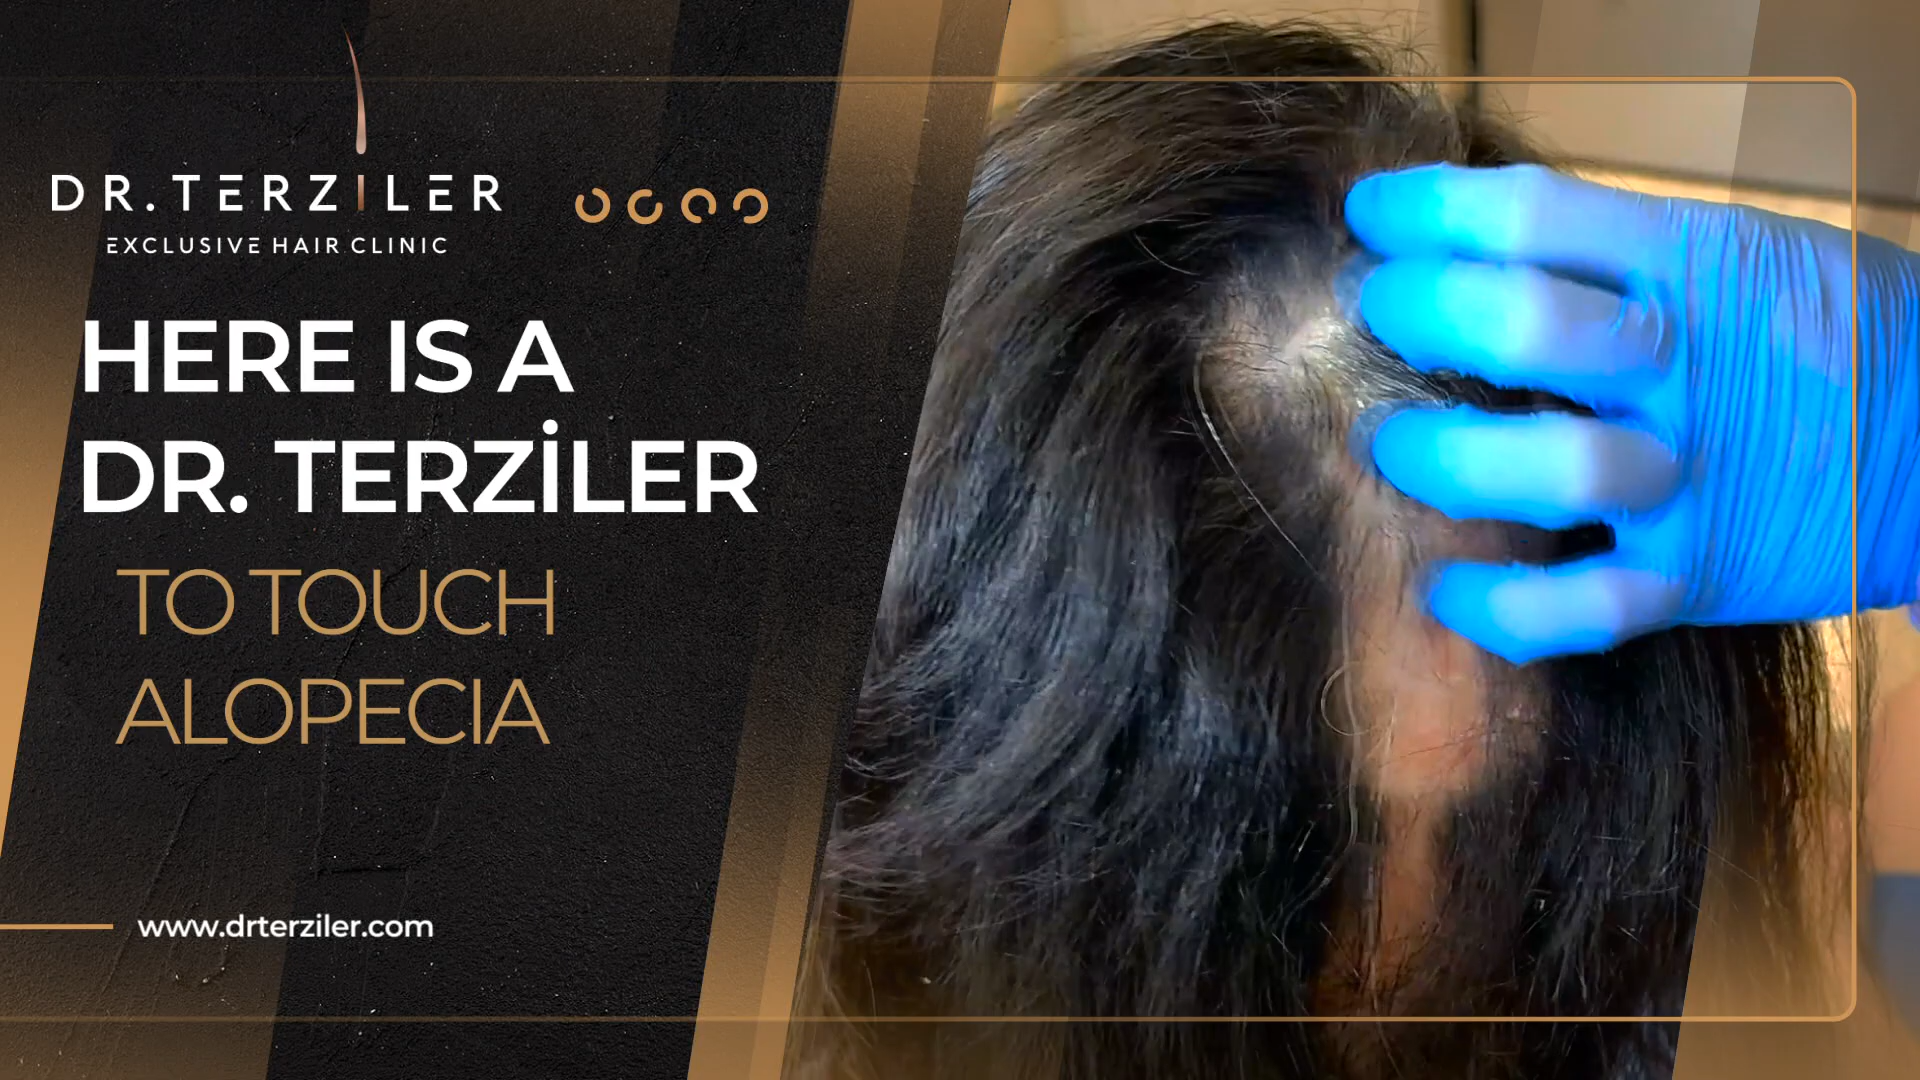 DR.TERZILER
EXCLUSIVE HAIR CLINIC
HERE IS A
DR. TERZİLER
TO TOUCH
ALOPECIA
www.drterziler.com